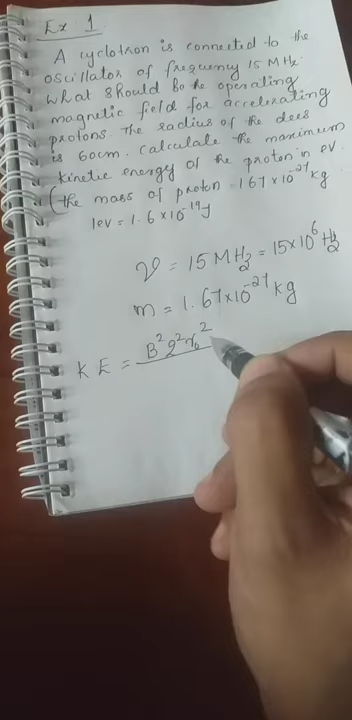 Ex 1
A cyclotron is connected to the
oscillator of frequency 15 MHz.
What should be the operating
magnetic field for accelerating
protons. The radius of the dees
is 60cm. calculate the maximum
kinetic energy of the proton in eV.
(the mass of proton = 1.67×10⁻²⁷ kg
1eV = 1.6×10⁻¹⁹J
ν = 15 MHz = 15×10⁶ Hz
m = 1.67×10⁻²⁷ kg
KE = B²q²r₀²